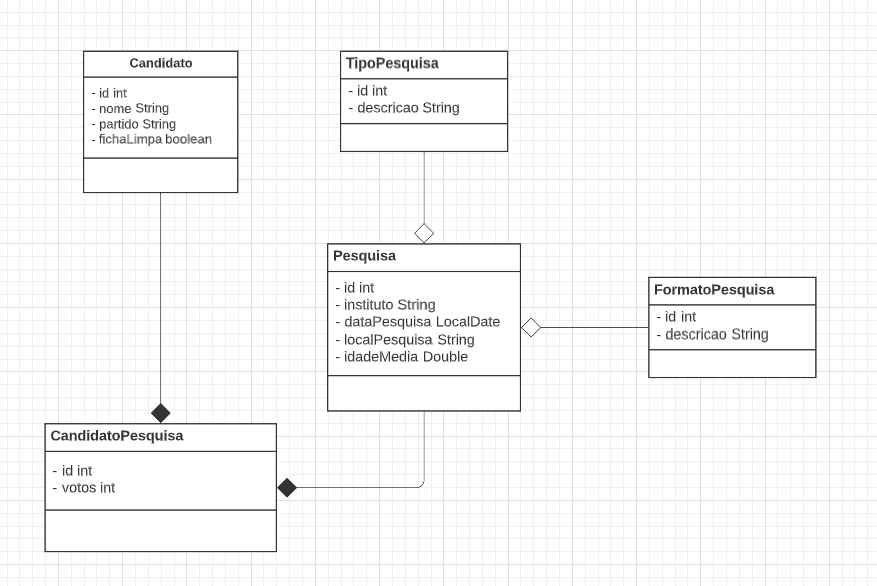 Candidato
- id int
- nome String
- partido String
- fichaLimpa boolean
TipoPesquisa
- id int
- descricao String
Pesquisa
- id int
- instituto String
- dataPesquisa LocalDate
- localPesquisa String
- idadeMedia Double
FormatoPesquisa
- id int
- descricao String
CandidatoPesquisa
- id int
- votos int